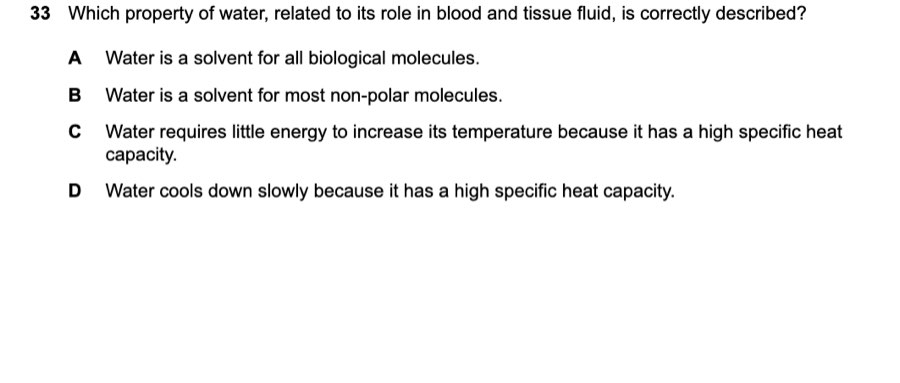 33 Which property of water, related to its role in blood and tissue fluid, is correctly described?
A Water is a solvent for all biological molecules.
B Water is a solvent for most non-polar molecules.
C Water requires little energy to increase its temperature because it has a high specific heat
capacity.
D Water cools down slowly because it has a high specific heat capacity.